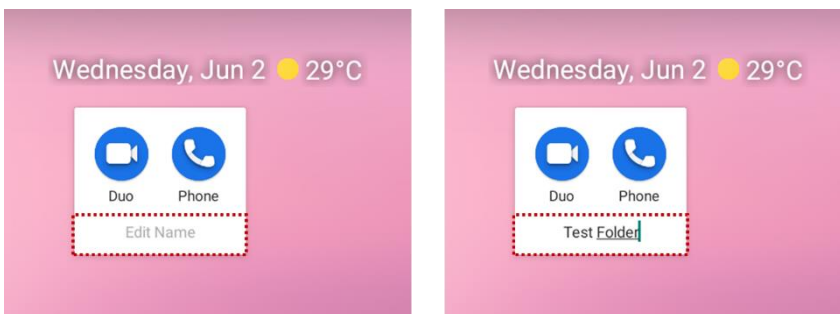 Wednesday, Jun 2 29°C
Duo Phone
Edit Name
Wednesday, Jun 2 29°C
Duo Phone
Test Folder